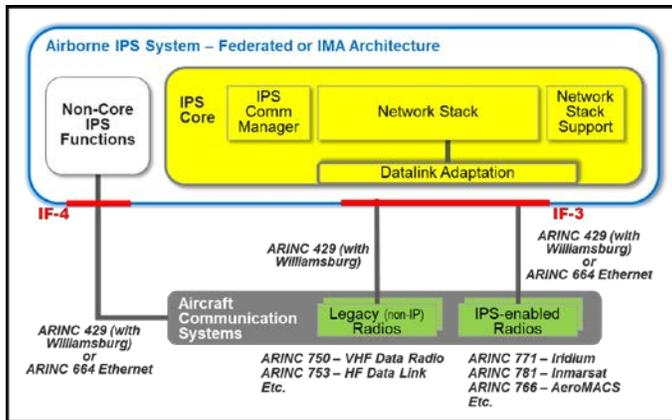 Airborne IPS System – Federated or IMA Architecture
Non-Core
IPS
Functions
IPS
Core
IPS
Comm
Manager
Network Stack
Network
Stack
Support
Datalink Adaptation
IF-4
IF-3
ARINC 429 (with
Williamsburg)
ARINC 429 (with
Williamsburg)
or
ARINC 664 Ethernet
Aircraft
Communication
Systems
Legacy (non-IP)
Radios
IPS-enabled
Radios
ARINC 429 (with
Williamsburg)
or
ARINC 664 Ethernet
ARINC 750 – VHF Data Radio
ARINC 753 – HF Data Link
Etc.
ARINC 771 – Iridium
ARINC 781 – Inmarsat
ARINC 766 – AeroMACS
Etc.